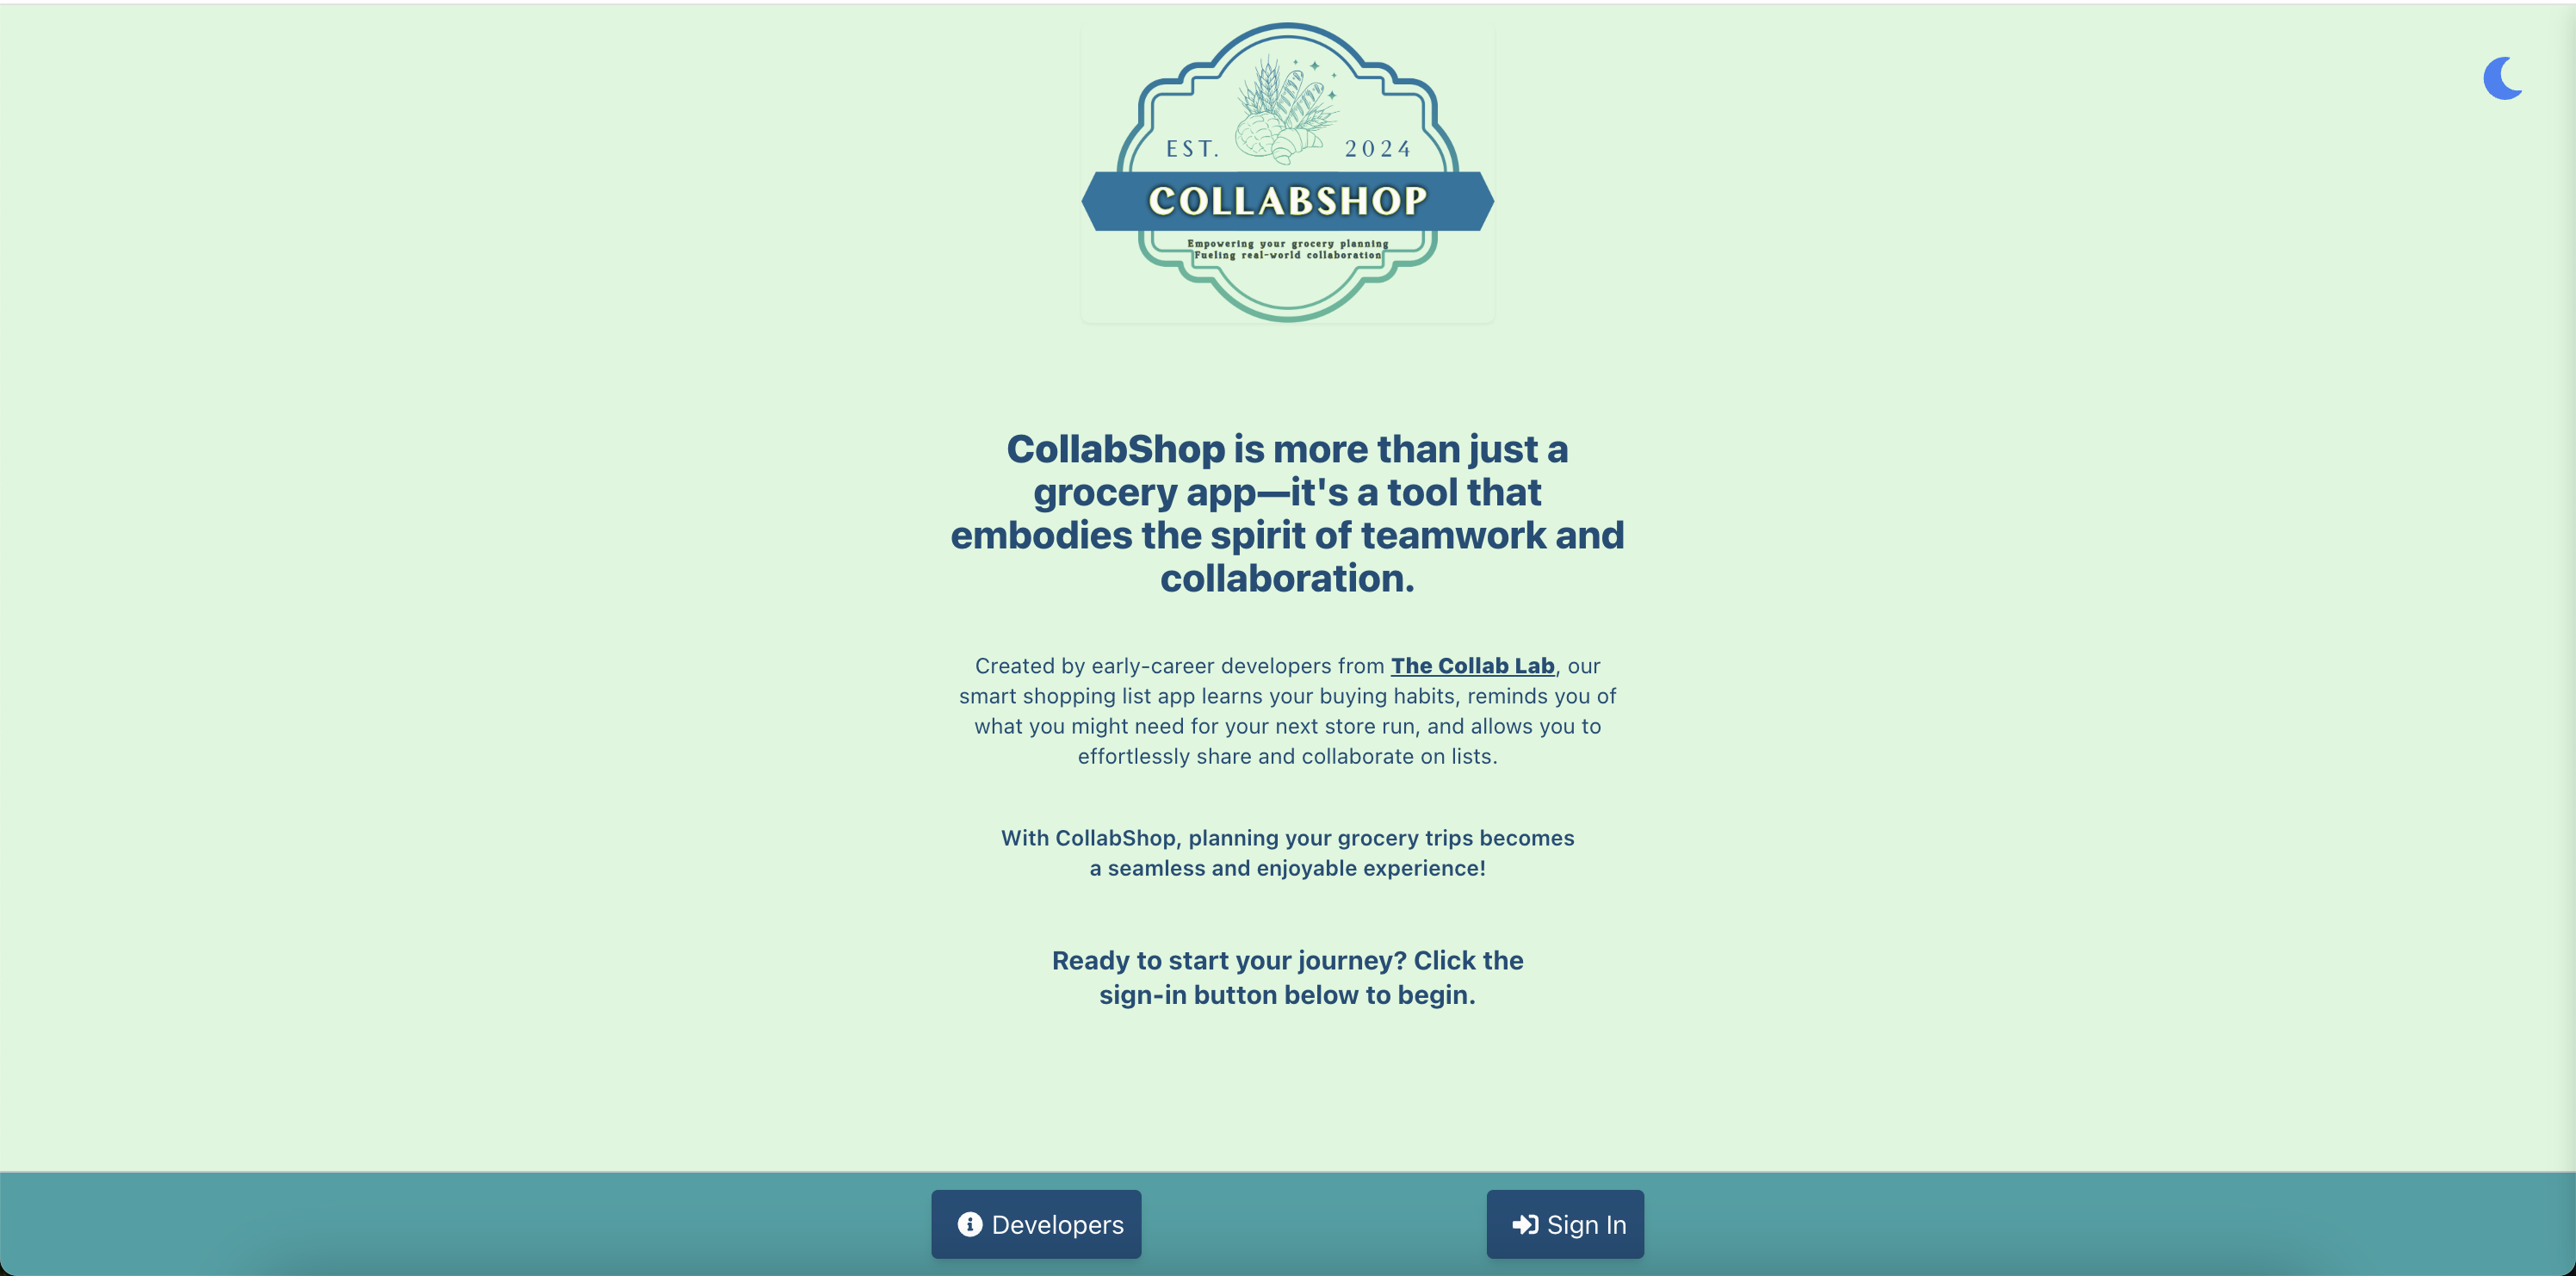 EST. 2024
COLLABSHOP
Empowering your grocery planning
Fueling real-world collaboration
CollabShop is more than just a
grocery app—it's a tool that
embodies the spirit of teamwork and
collaboration.
Created by early-career developers from The Collab Lab, our
smart shopping list app learns your buying habits, reminds you of
what you might need for your next store run, and allows you to
effortlessly share and collaborate on lists.
With CollabShop, planning your grocery trips becomes
a seamless and enjoyable experience!
Ready to start your journey? Click the
sign-in button below to begin.
Developers
Sign In